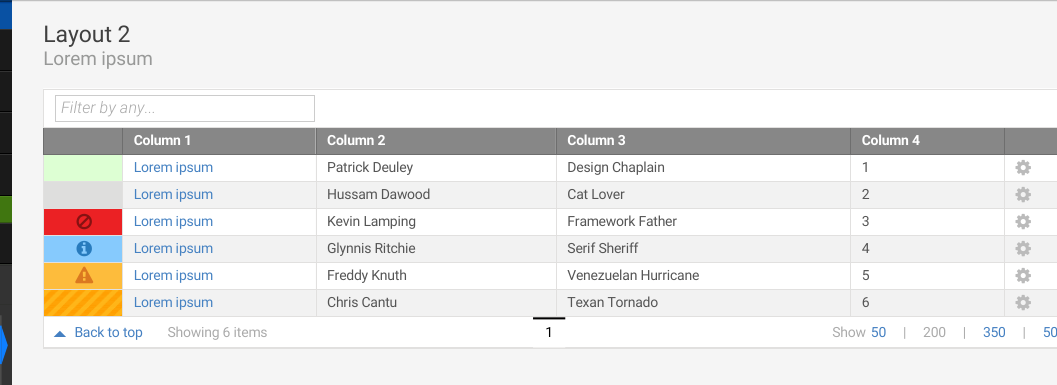 Layout 2
Lorem ipsum
Filter by any...
Column 1 Column 2 Column 3 Column 4
Lorem ipsum Patrick Deuley Design Chaplain 1
Lorem ipsum Hussam Dawood Cat Lover 2
Lorem ipsum Kevin Lamping Framework Father 3
Lorem ipsum Glynnis Ritchie Serif Sheriff 4
Lorem ipsum Freddy Knuth Venezuelan Hurricane 5
Lorem ipsum Chris Cantu Texan Tornado 6
Back to top Showing 6 items 1 Show 50 | 200 | 350 | 50